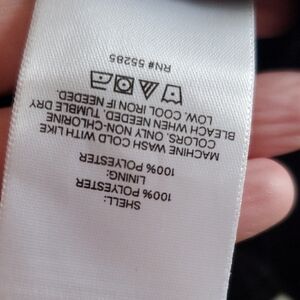 SHELL:
100% POLYESTER
LINING:
100% POLYESTER
MACHINE WASH COLD WITH LIKE
COLORS. ONLY NON-CHLORINE
BLEACH WHEN NEEDED. TUMBLE DRY
LOW. COOL IRON IF NEEDED.
RN# 55285